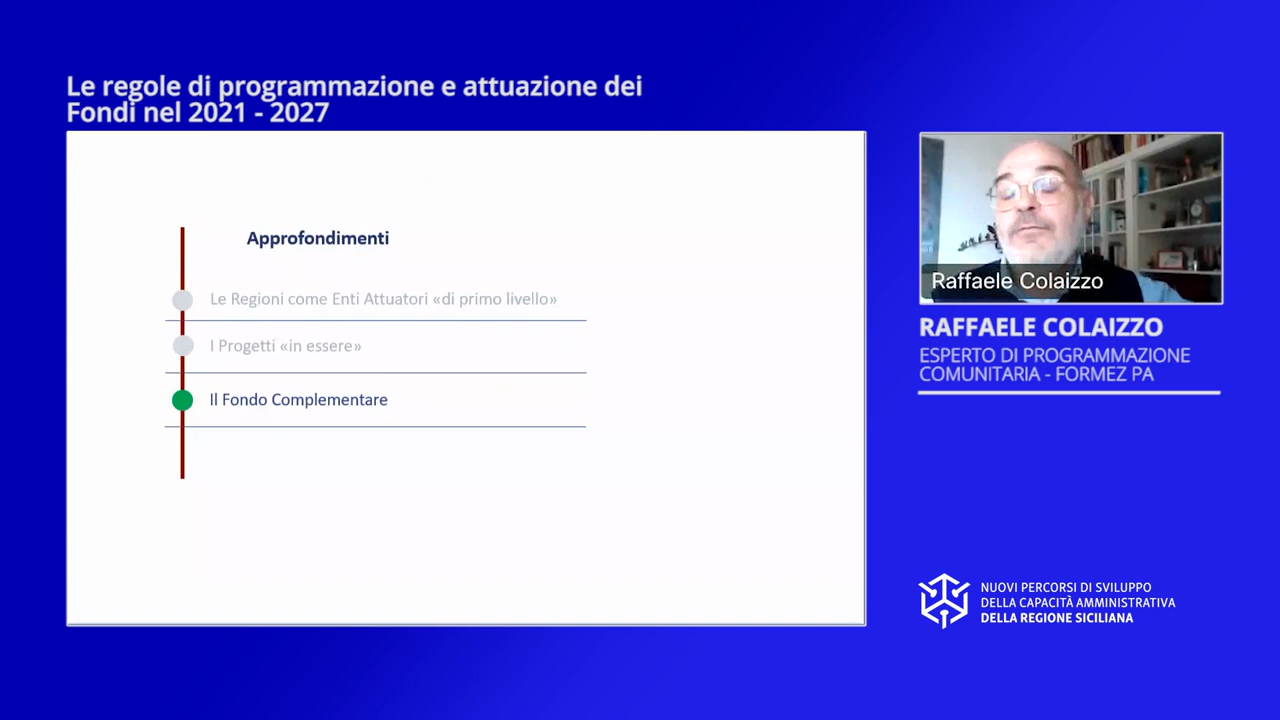 Le regole di programmazione e attuazione dei
Fondi nel 2021 - 2027
Approfondimenti
Le Regioni come Enti Attuatori «di primo livello»
I Progetti «in essere»
Il Fondo Complementare
Raffaele Colaizzo
RAFFAELE COLAIZZO
ESPERTO DI PROGRAMMAZIONE
COMUNITARIA - FORMEZ PA
NUOVI PERCORSI DI SVILUPPO
DELLA CAPACITÀ AMMINISTRATIVA
DELLA REGIONE SICILIANA